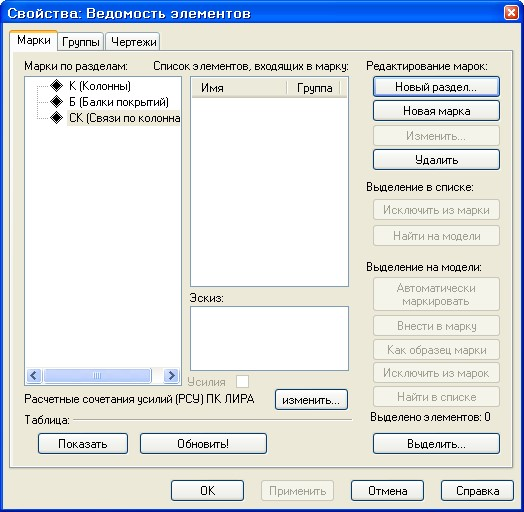 Свойства: Ведомость элементов
Марки Группы Чертежи
Марки по разделам:
К (Колонны)
Б (Балки покрытий)
СК (Связи по колонна
Список элементов, входящих в марку:
Имя Группа
Эскиз:
Усилия
Расчетные сочетания усилий (РСУ) ПК ЛИРА
изменить...
Таблица:
Показать
Обновить!
Редактирование марок:
Новый раздел...
Новая марка
Изменить...
Удалить
Выделение в списке:
Исключить из марки
Найти на модели
Выделение на модели:
Автоматически
маркировать
Внести в марку
Как образец марки
Исключить из марок
Найти в списке
Выделено элементов: 0
Выделить...
OK
Применить
Отмена
Справка